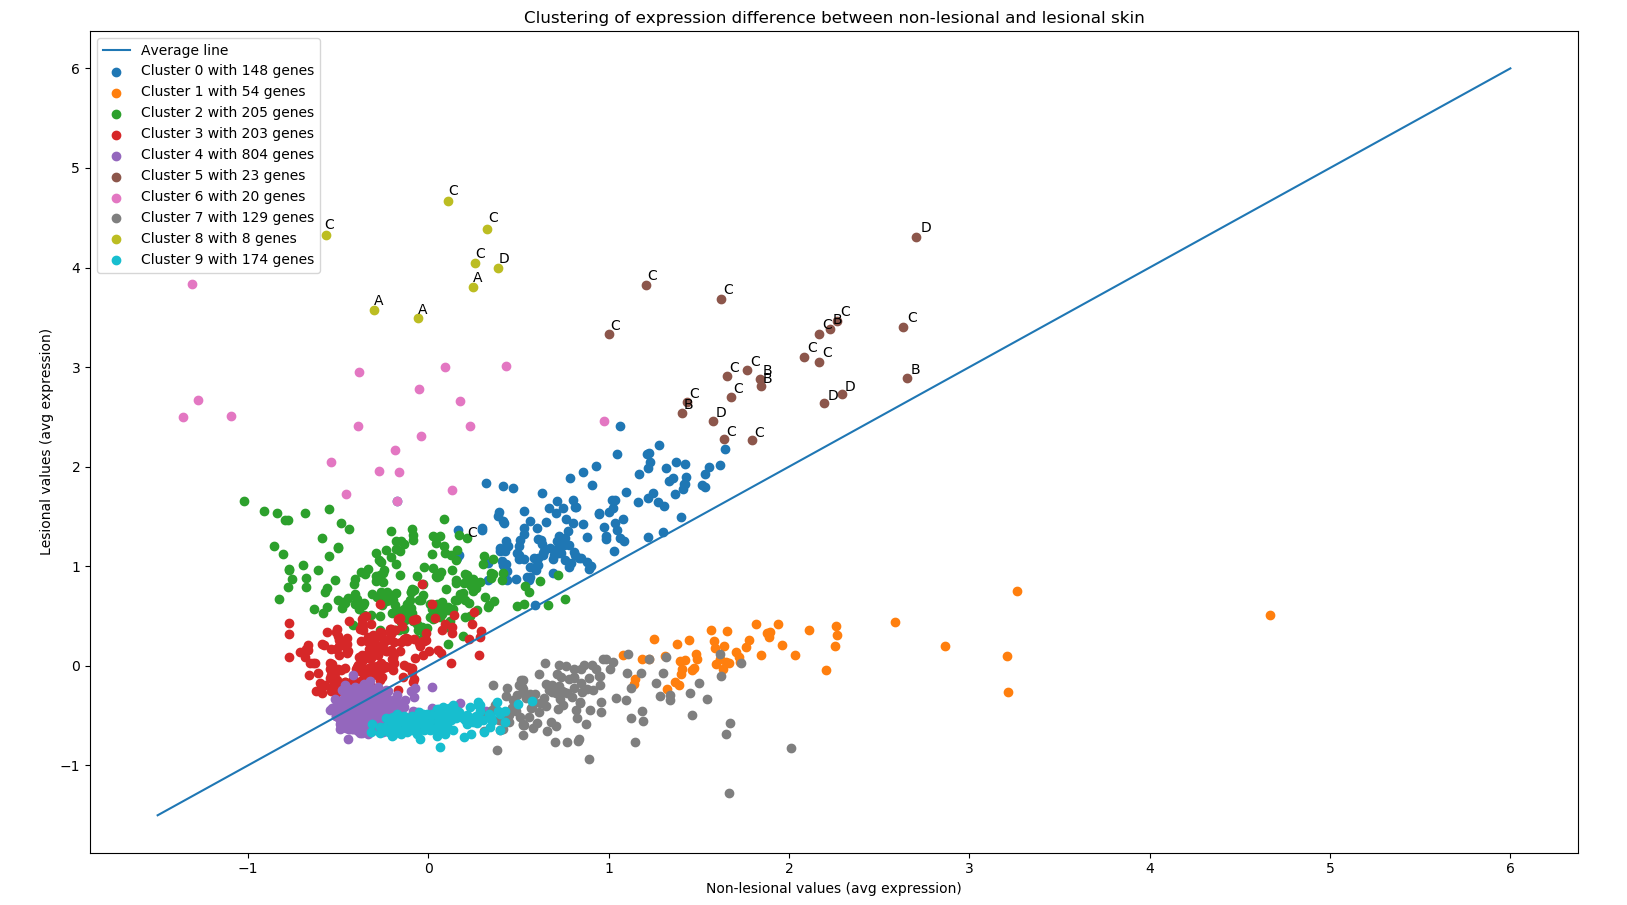 Clustering of expression difference between non-lesional and lesional skin
Average line
Cluster 0 with 148 genes
Cluster 1 with 54 genes
Cluster 2 with 205 genes
Cluster 3 with 203 genes
Cluster 4 with 804 genes
Cluster 5 with 23 genes
Cluster 6 with 20 genes
Cluster 7 with 129 genes
Cluster 8 with 8 genes
Cluster 9 with 174 genes
6
5
4
3
2
1
0
−1
Lesional values (avg expression)
C
C
C
D
C
C
D
A
C
A
C
A
C
C
B
C
C
C
C
C
C
B
B
B
D
C
C
B
D
D
C
C
C
−1
0
1
2
3
4
5
6
Non-lesional values (avg expression)